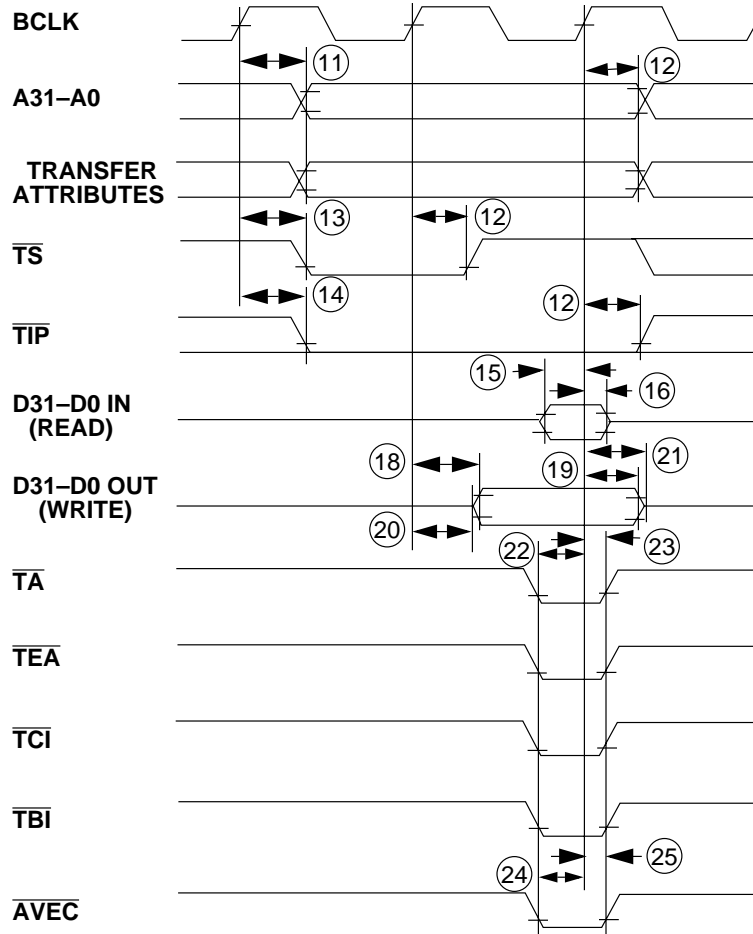 BCLK
11
12
A31–A0
TRANSFER
ATTRIBUTES
13
12
TS
14
12
TIP
15
16
D31–D0 IN
(READ)
18
19
21
D31–D0 OUT
(WRITE)
20
22
23
TA
TEA
TCI
TBI
24
25
AVEC